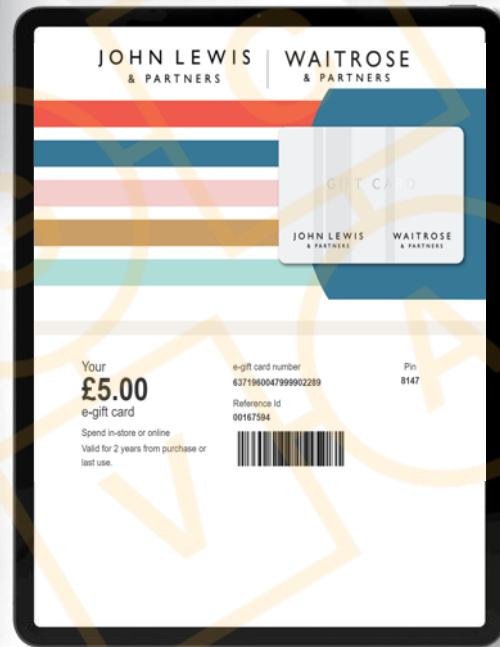 JOHN LEWIS
& PARTNERS
WAITROSE
& PARTNERS
GIFT CARD
JOHN LEWIS
& PARTNERS
WAITROSE
& PARTNERS
Your
£5.00
e-gift card
Spend in-store or online
Valid for 2 years from purchase or
last use.
e-gift card number
6371960047999902289
Reference Id
00167594
Pin
8147